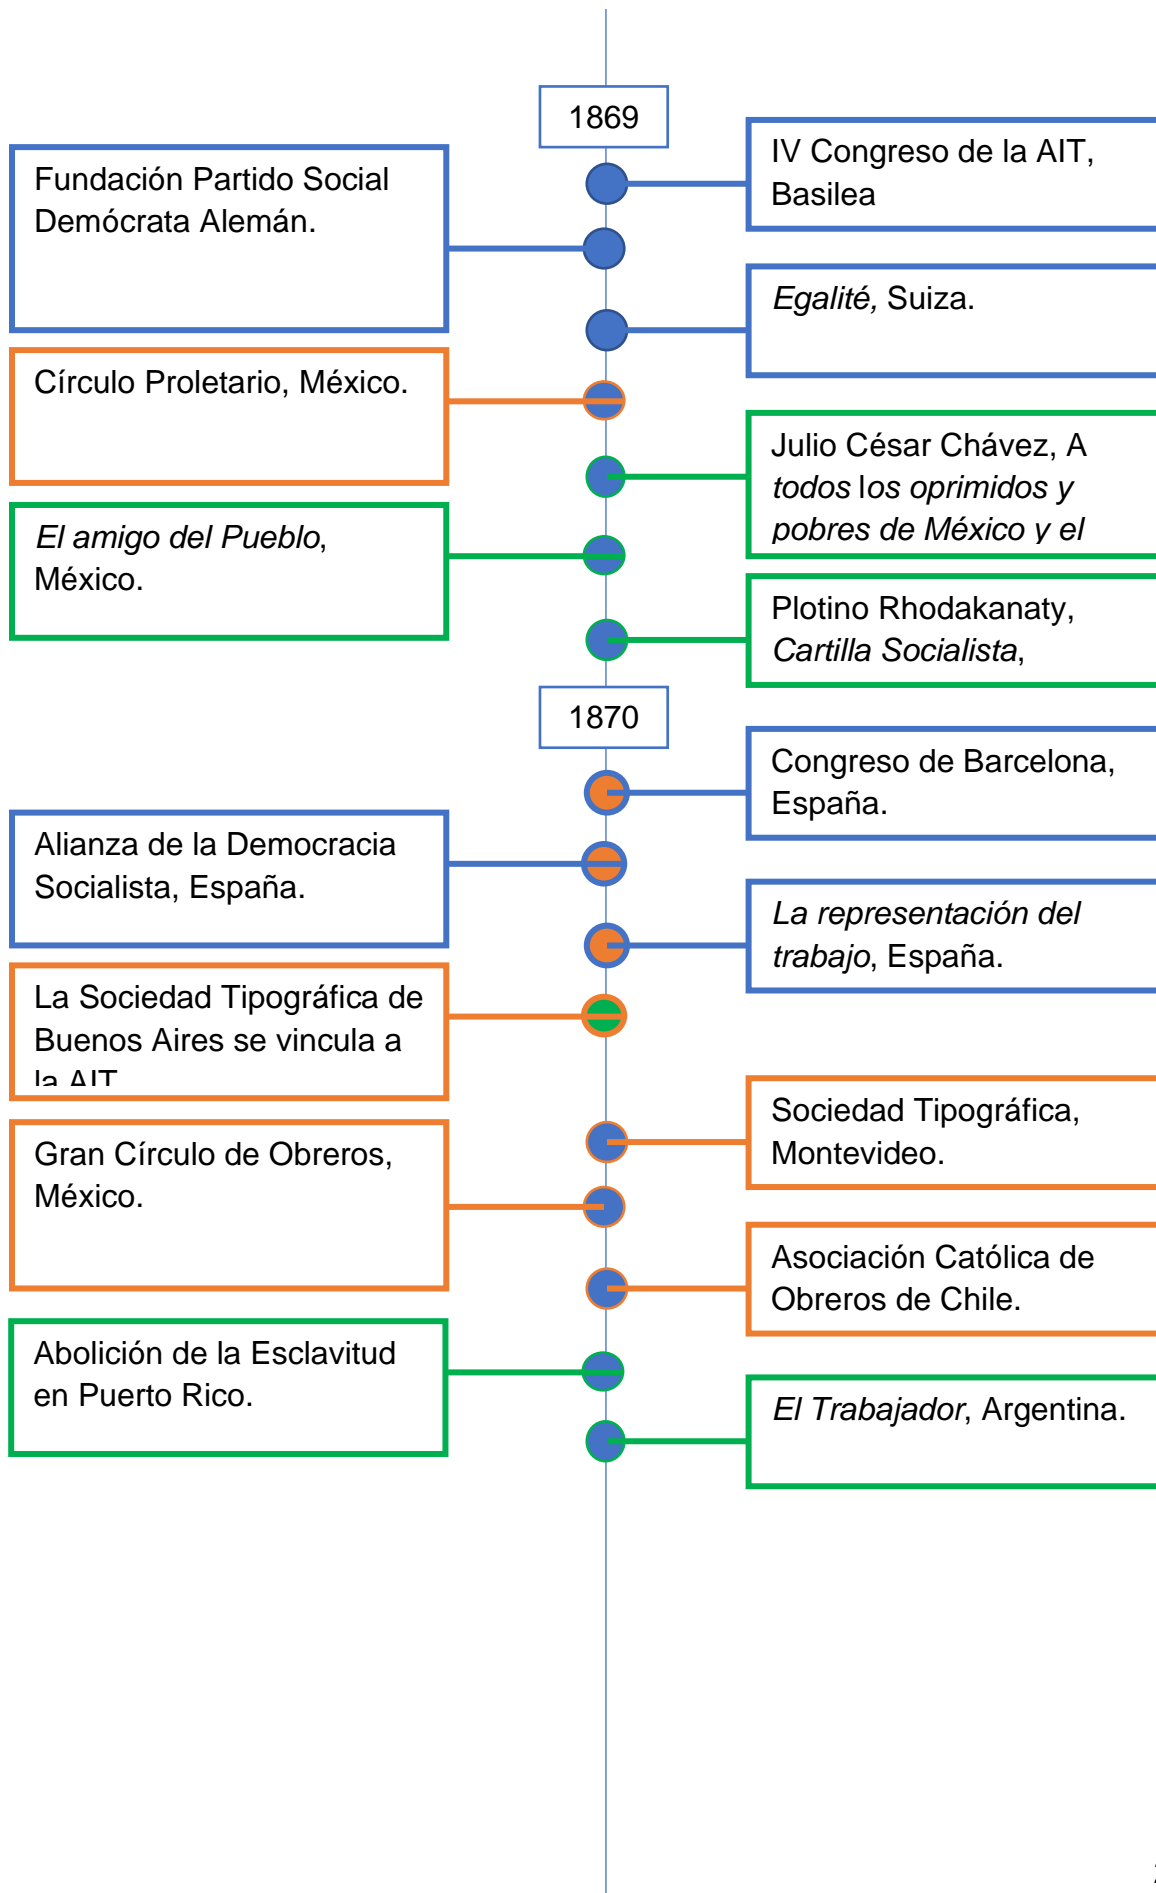 1869
IV Congreso de la AIT,
Basilea
Fundación Partido Social
Demócrata Alemán.
Egalité, Suiza.
Círculo Proletario, México.
Julio César Chávez, A
todos los oprimidos y
pobres de México y el
El amigo del Pueblo,
México.
Plotino Rhodakanaty,
Cartilla Socialista,
1870
Congreso de Barcelona,
España.
Alianza de la Democracia
Socialista, España.
La representación del
trabajo, España.
La Sociedad Tipográfica de
Buenos Aires se vincula a
la AIT
Sociedad Tipográfica,
Montevideo.
Gran Círculo de Obreros,
México.
Asociación Católica de
Obreros de Chile.
Abolición de la Esclavitud
en Puerto Rico.
El Trabajador, Argentina.